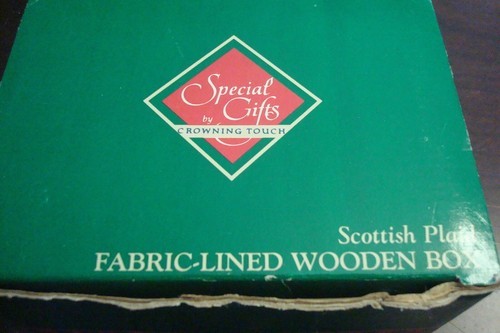 Special
Gifts
by
CROWNING TOUCH
Scottish Plaid
FABRIC-LINED WOODEN BOX